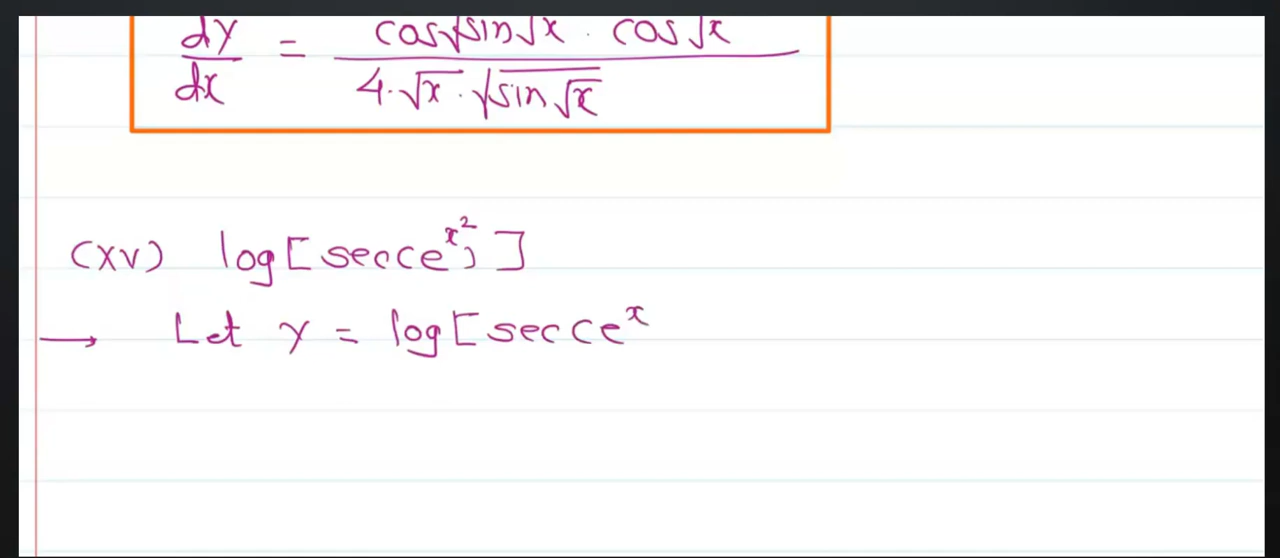 dy/dx = cos√sin√x · cos√x / 4·√x · √sin√x
(xv) log[sec(e^x²)]
→ Let y = log[sec(e^x